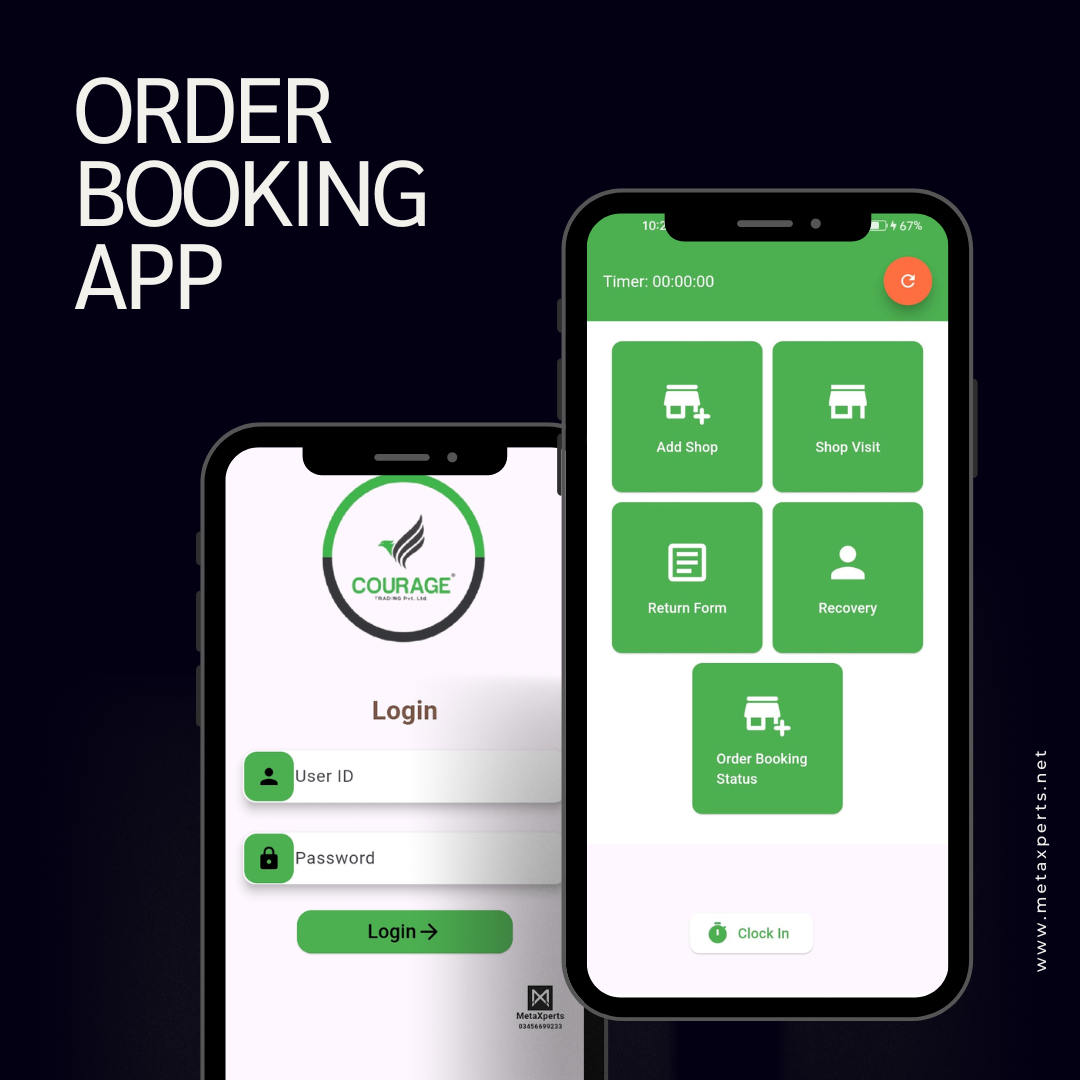 ORDER
BOOKING
APP
10:2
67%
Timer: 00:00:00
Add Shop
Shop Visit
Return Form
Recovery
Order Booking
Status
Clock In
COURAGE®
TRADING Pvt. Ltd.
Login
User ID
Password
Login
MetaXperts
03456699233
www.metaxperts.net